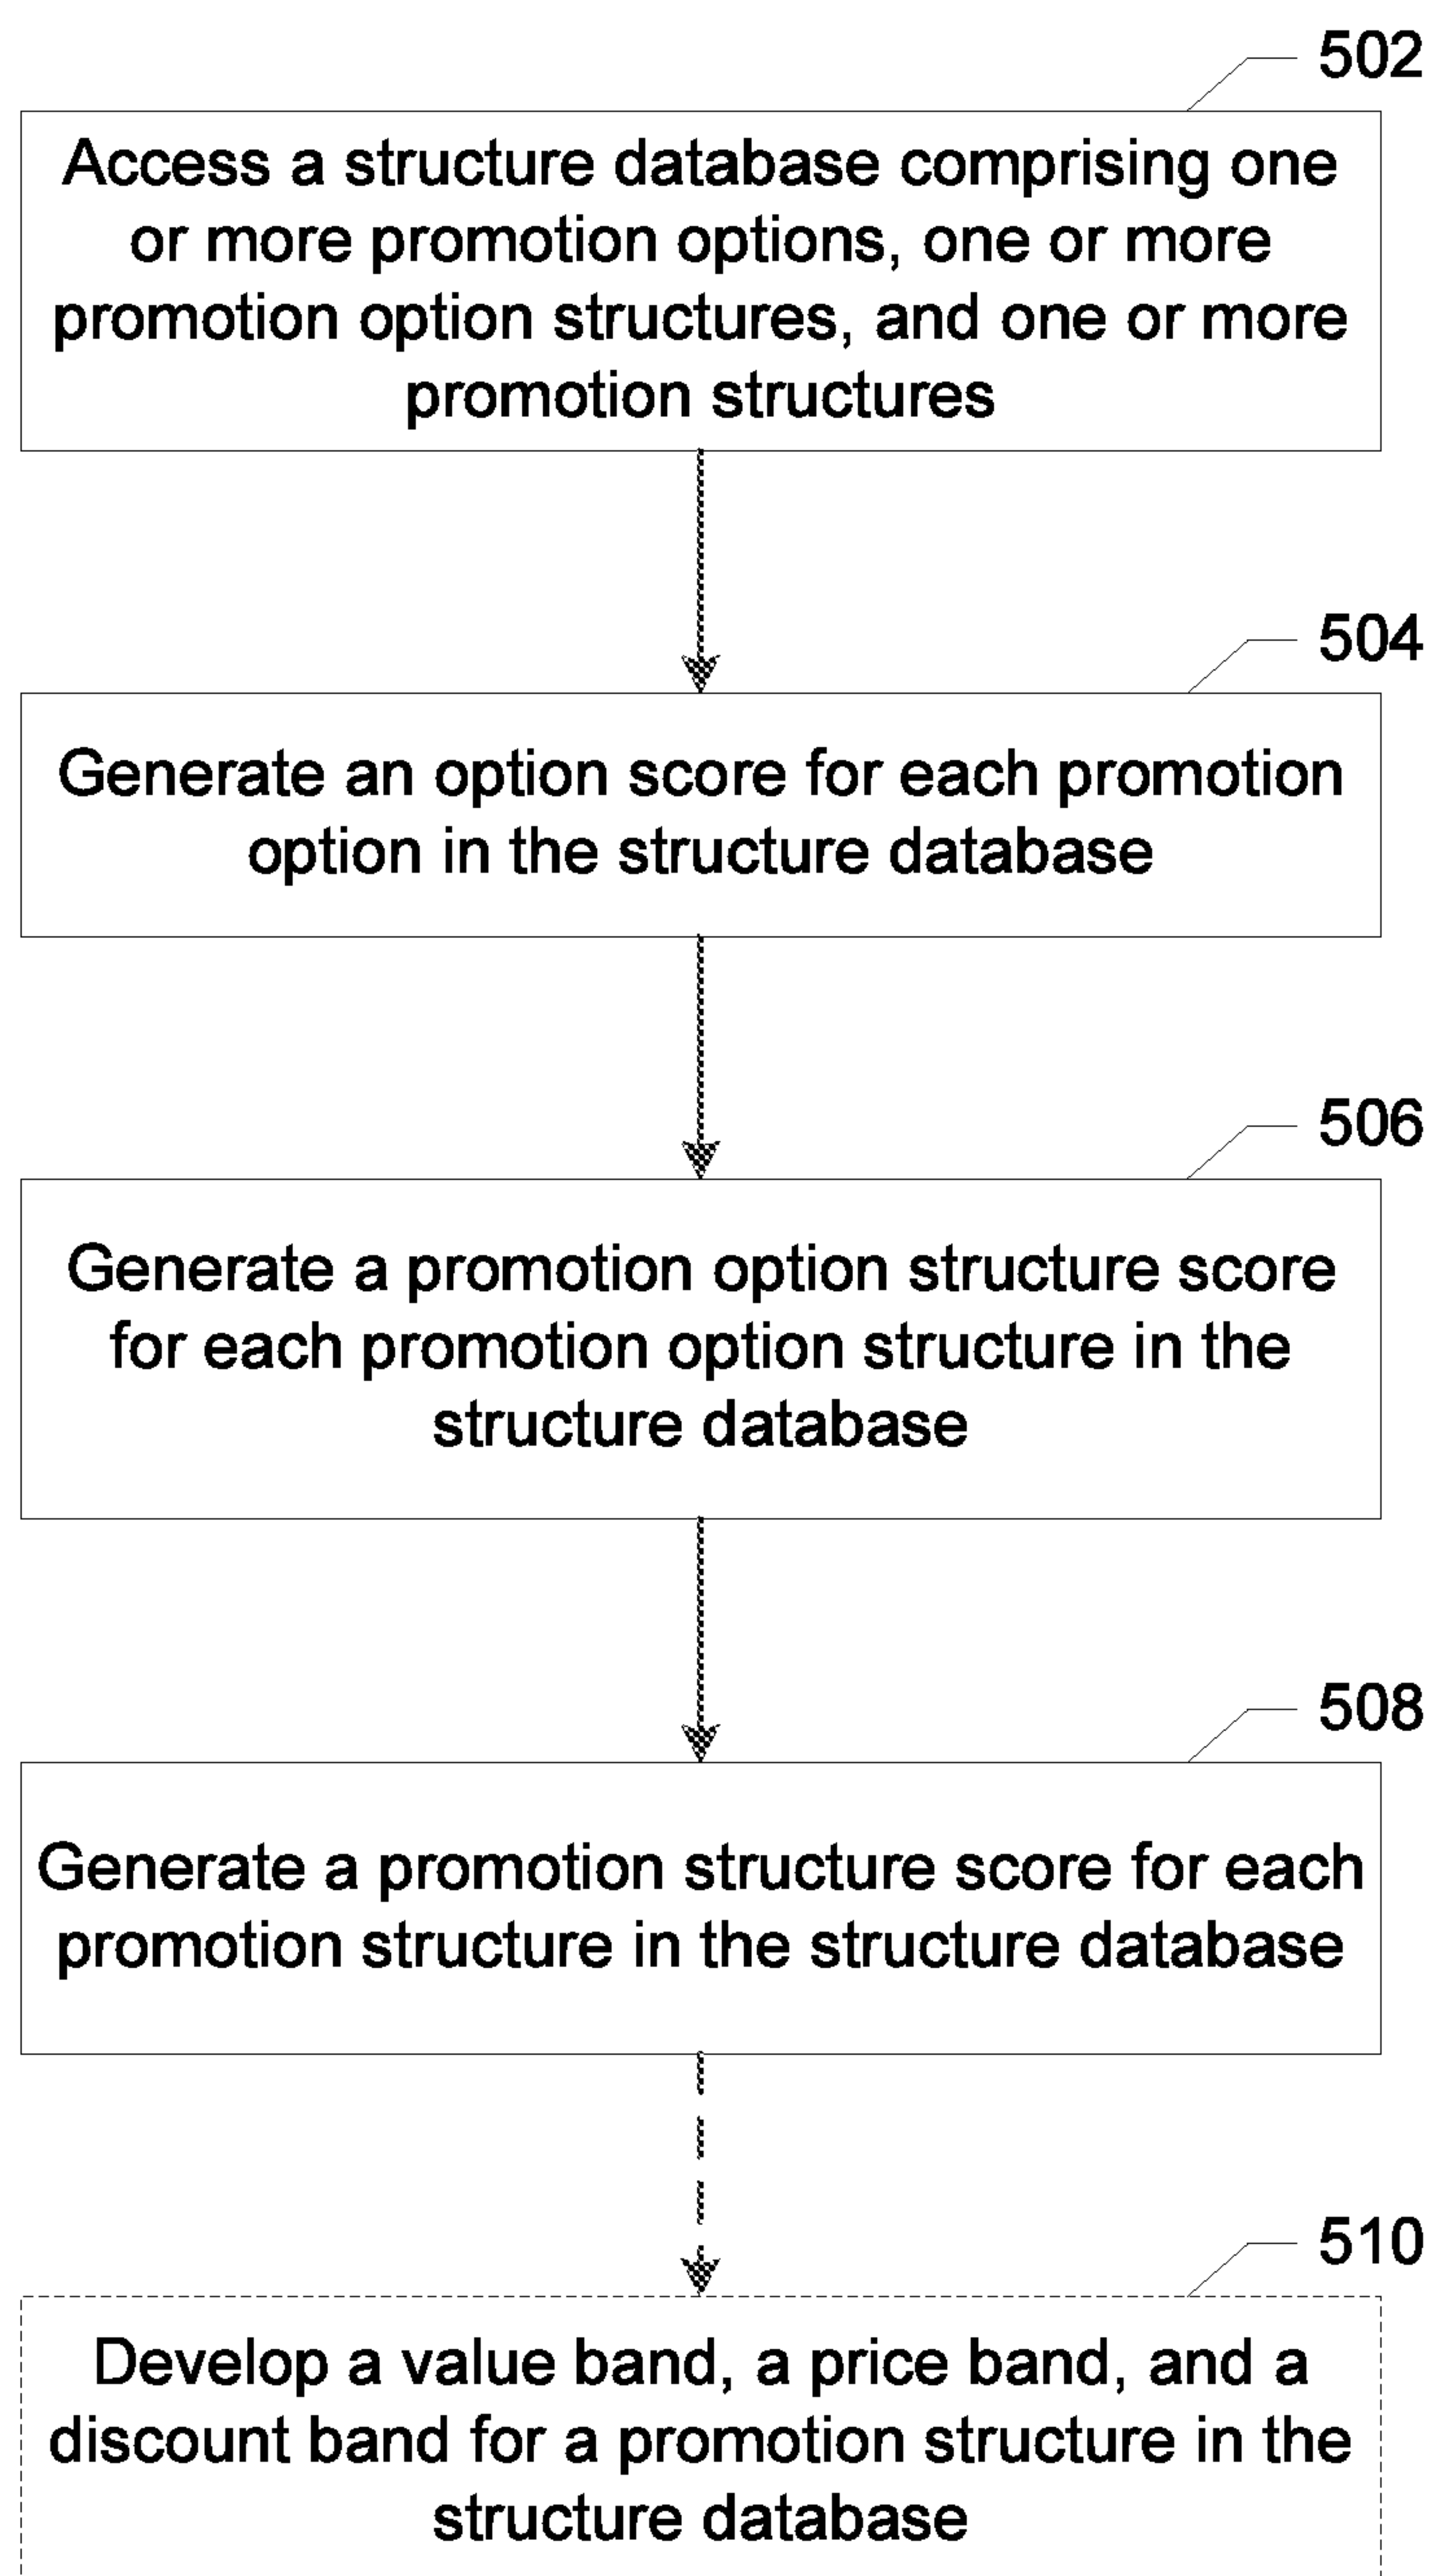 502
Access a structure database comprising one
or more promotion options, one or more
promotion option structures, and one or more
promotion structures
504
Generate an option score for each promotion
option in the structure database
506
Generate a promotion option structure score
for each promotion option structure in the
structure database
508
Generate a promotion structure score for each
promotion structure in the structure database
510
Develop a value band, a price band, and a
discount band for a promotion structure in the
structure database